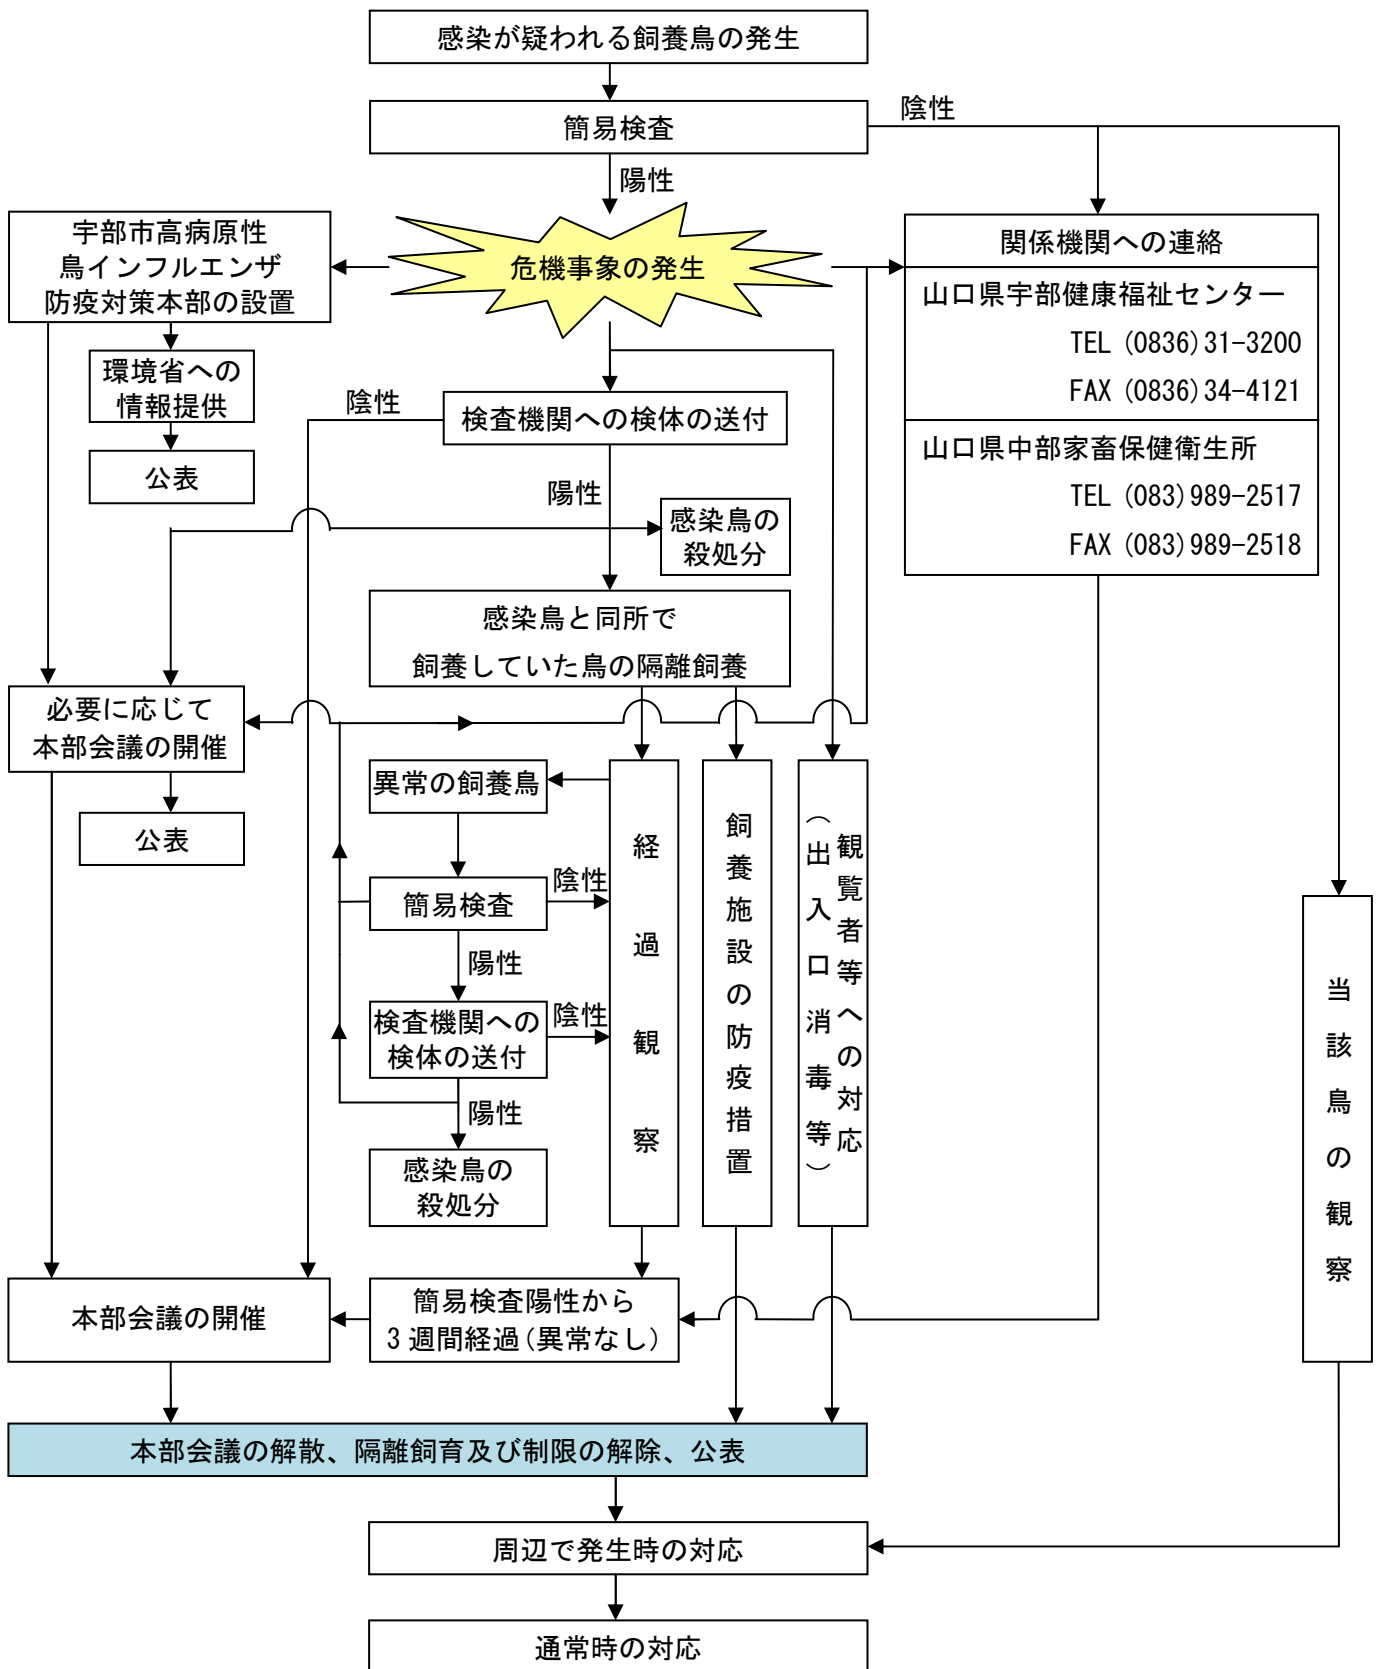 感染が疑われる飼養鳥の発生
簡易検査
陰性
陽性
宇部市高病原性
鳥インフルエンザ
防疫対策本部の設置
危機事象の発生
関係機関への連絡
山口県宇部健康福祉センター
TEL (0836)31-3200
FAX (0836)34-4121
山口県中部家畜保健衛生所
TEL (083)989-2517
FAX (083)989-2518
環境省への
情報提供
公表
陰性
検査機関への検体の送付
陽性
感染鳥の
殺処分
感染鳥と同所で
飼養していた鳥の隔離飼養
必要に応じて
本部会議の開催
公表
異常の飼養鳥
簡易検査
陰性
陽性
検査機関への
検体の送付
陰性
陽性
感染鳥の
殺処分
経過観察
飼養施設の防疫措置
観覧者等への対応
(出入口消毒等)
当該鳥の観察
本部会議の開催
簡易検査陽性から
3週間経過(異常なし)
本部会議の解散、隔離飼育及び制限の解除、公表
周辺で発生時の対応
通常時の対応